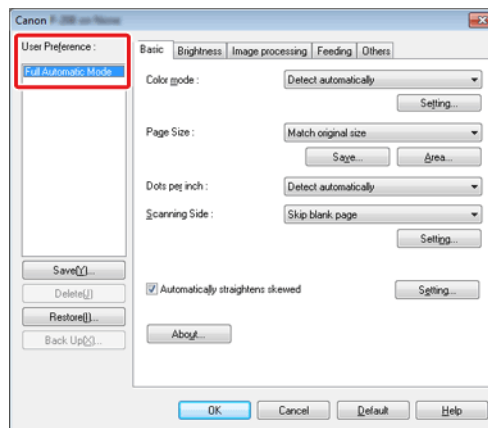 Canon
User Preference :
Full Automatic Mode
Save(Y)...
Delete(J)
Restore(I)...
Back Up(X)...
Basic Brightness Image processing Feeding Others
Color mode : Detect automatically
Setting...
Page Size : Match original size
Save... Area...
Dots per inch : Detect automatically
Scanning Side : Skip blank page
Setting...
Automatically straightens skewed Setting...
About...
OK Cancel Default Help